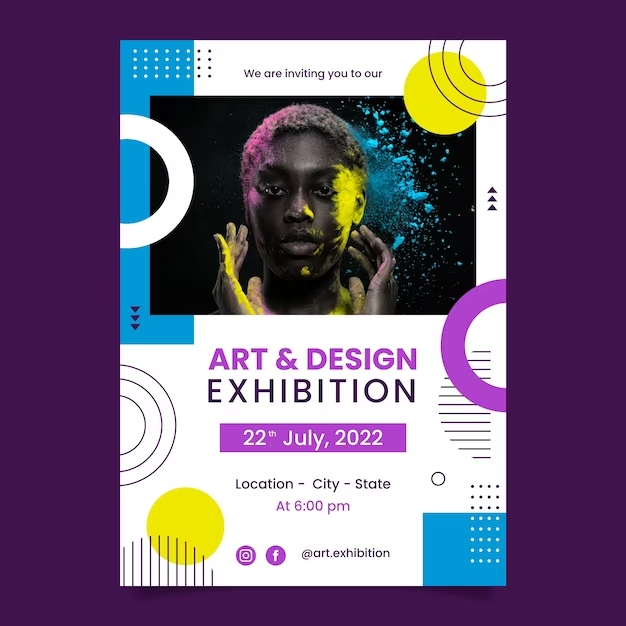 We are inviting you to our
ART & DESIGN
EXHIBITION
22th July, 2022
Location - City - State
At 6:00 pm
@art.exhibition